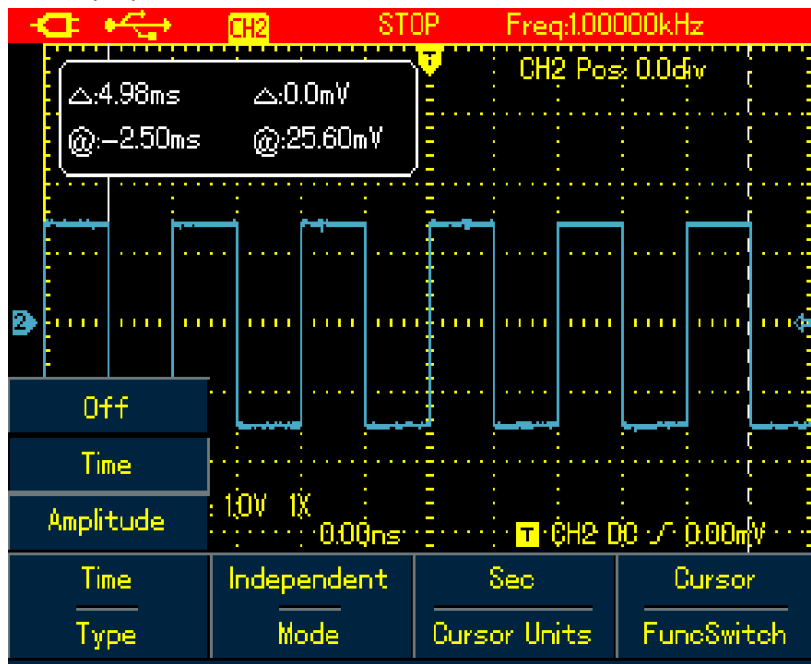 CH2 STOP Freq:1.00000kHz
T
CH2 Pos: 0.0div
△:4.98ms △:0.0mV
@:-2.50ms @:25.60mV
2
Off
Time
Amplitude
: 1.0V 1X
0.00ns T CH2 DC 0.00mV
Time Independent Sec Cursor
Type Mode Cursor Units FuncSwitch